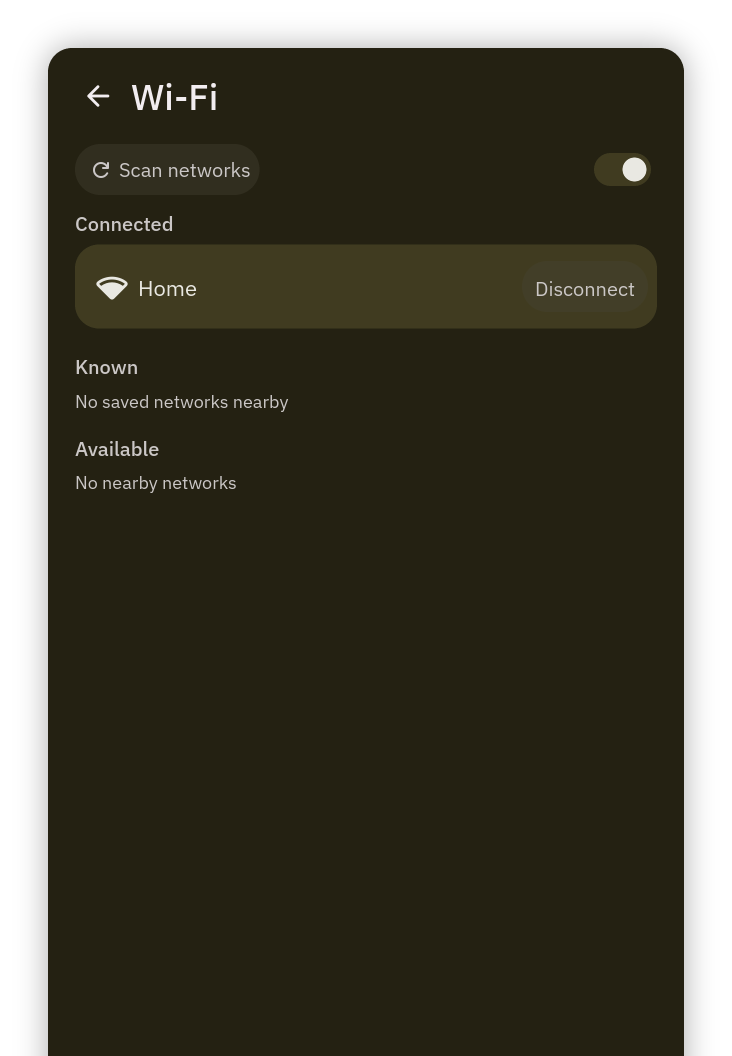 Wi-Fi
Scan networks
Connected
Home
Disconnect
Known
No saved networks nearby
Available
No nearby networks